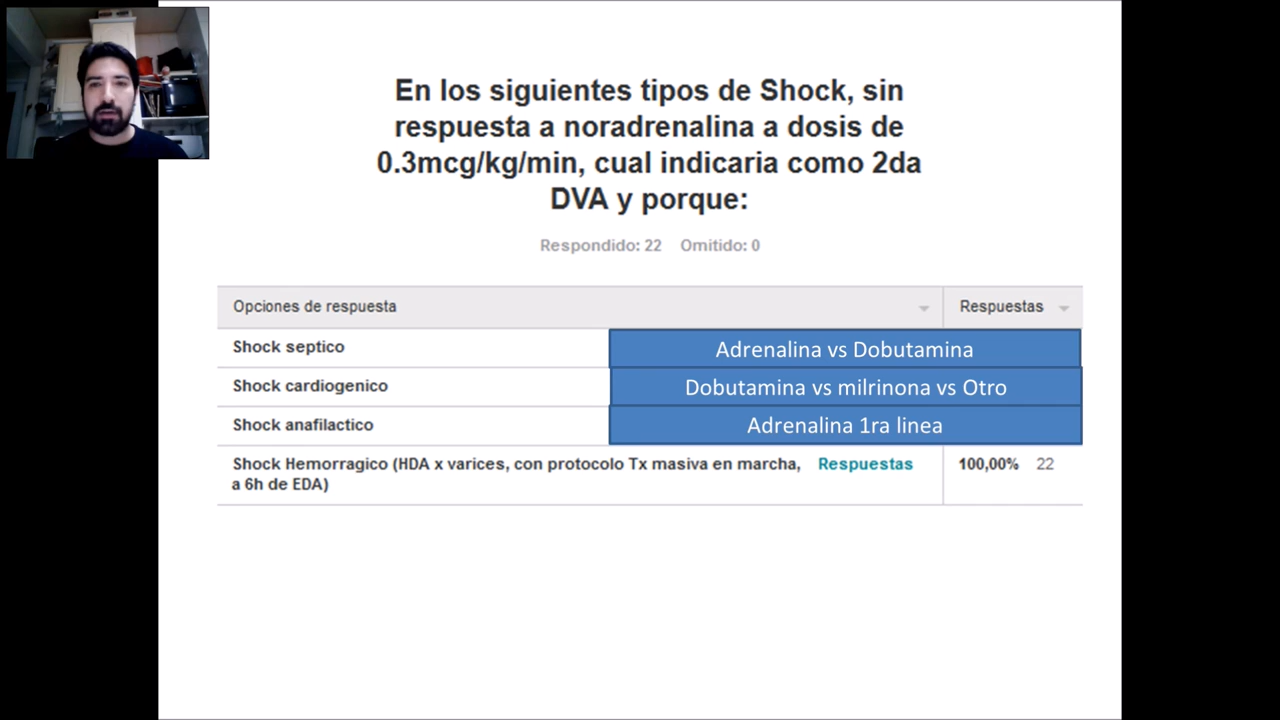 En los siguientes tipos de Shock, sin
respuesta a noradrenalina a dosis de
0.3mcg/kg/min, cual indicaria como 2da
DVA y porque:
Respondido: 22 Omitido: 0
Opciones de respuesta Respuestas
Shock septico Adrenalina vs Dobutamina
Shock cardiogenico Dobutamina vs milrinona vs Otro
Shock anafilactico Adrenalina 1ra linea
Shock Hemorragico (HDA x varices, con protocolo Tx masiva en marcha, Respuestas 100,00% 22
a 6h de EDA)